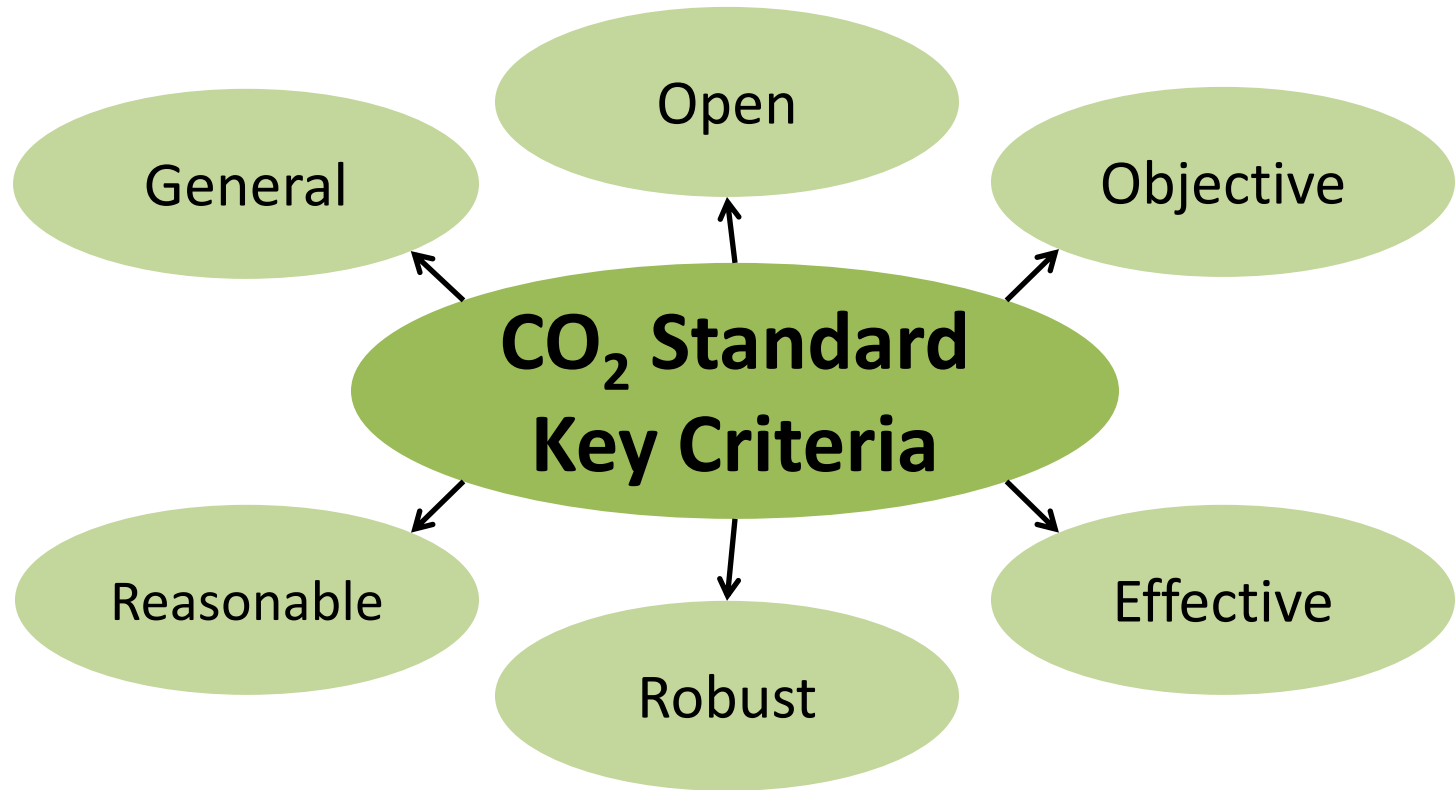 Open
General
Objective
CO₂ Standard
Key Criteria
Reasonable
Effective
Robust